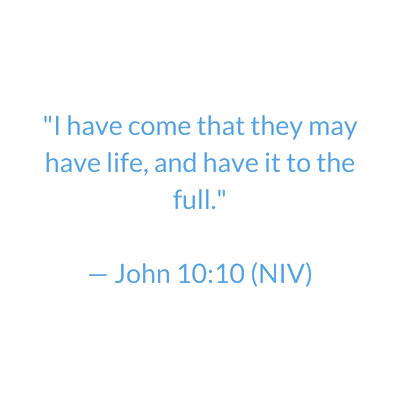 "I have come that they may
have life, and have it to the
full."
— John 10:10 (NIV)